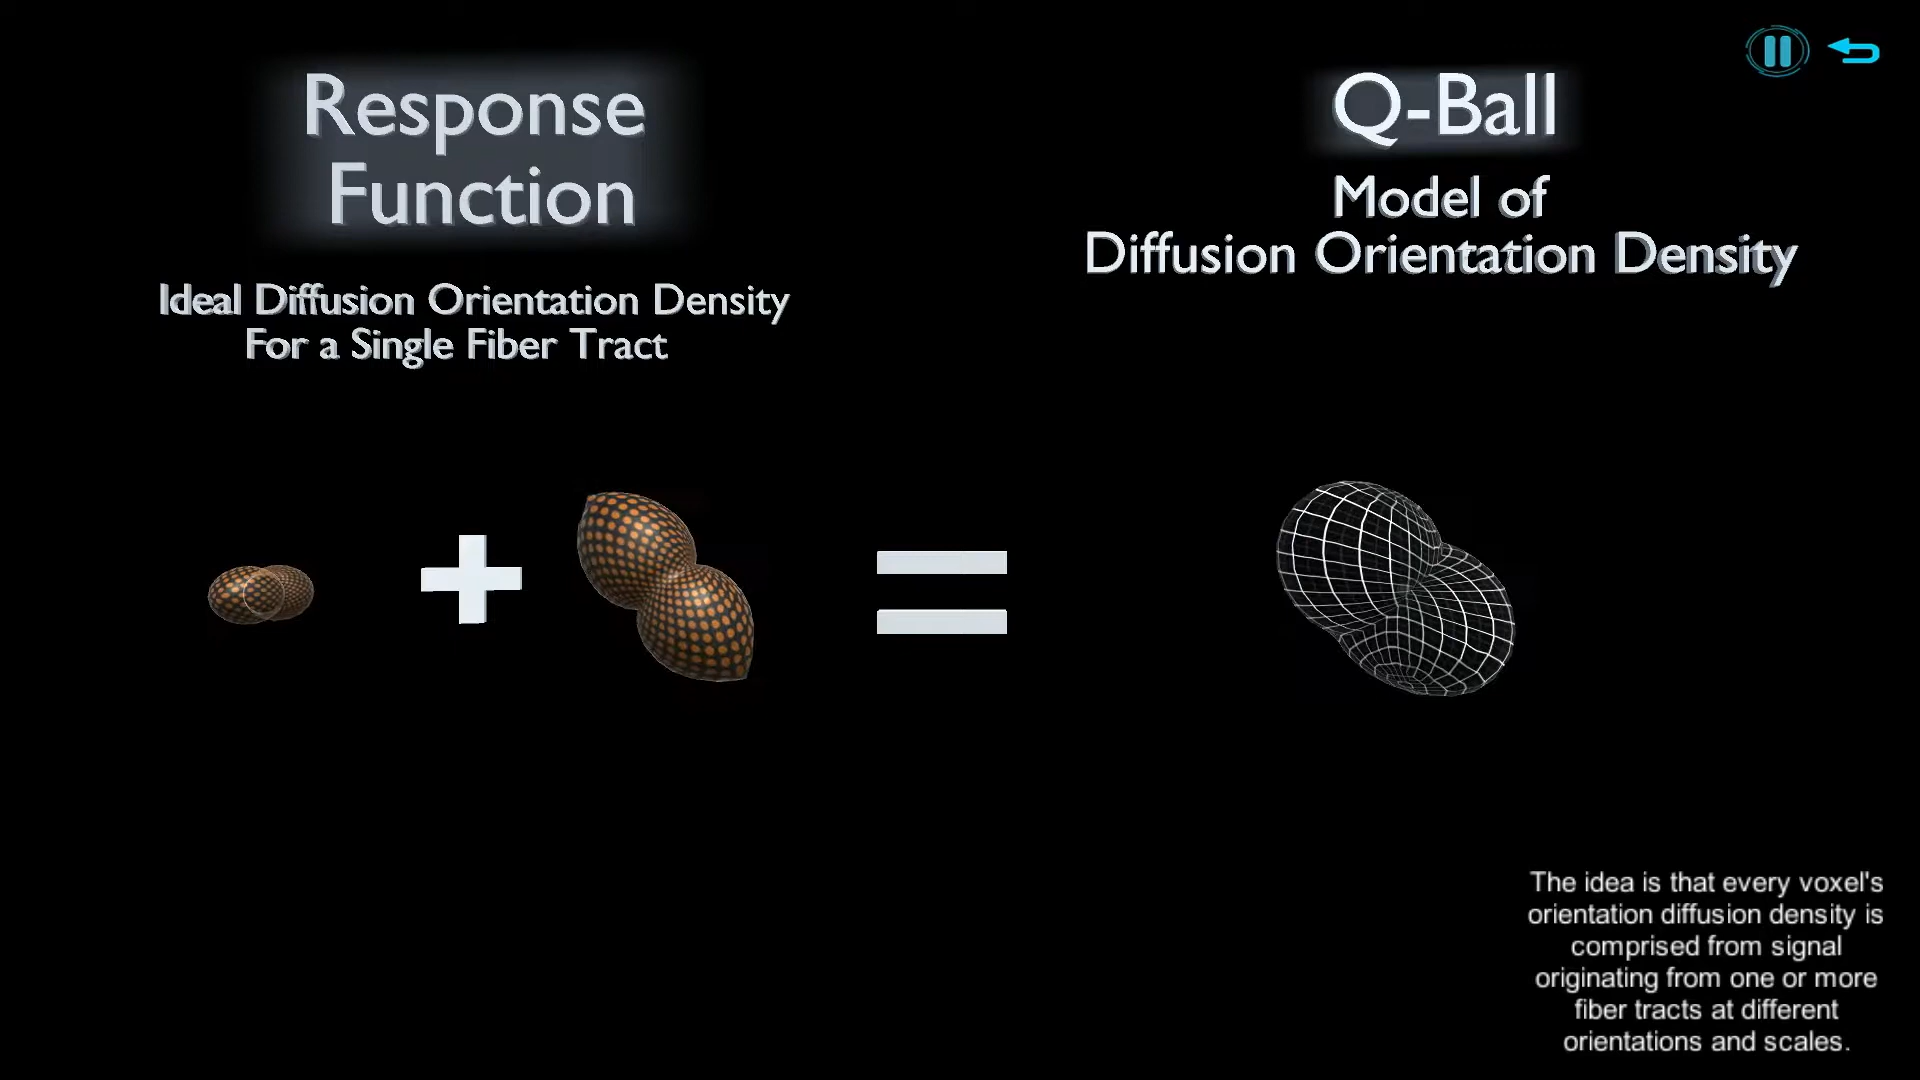 Response
Function
Ideal Diffusion Orientation Density
For a Single Fiber Tract
Q-Ball
Model of
Diffusion Orientation Density
+
=
The idea is that every voxel's
orientation diffusion density is
comprised from signal
originating from one or more
fiber tracts at different
orientations and scales.